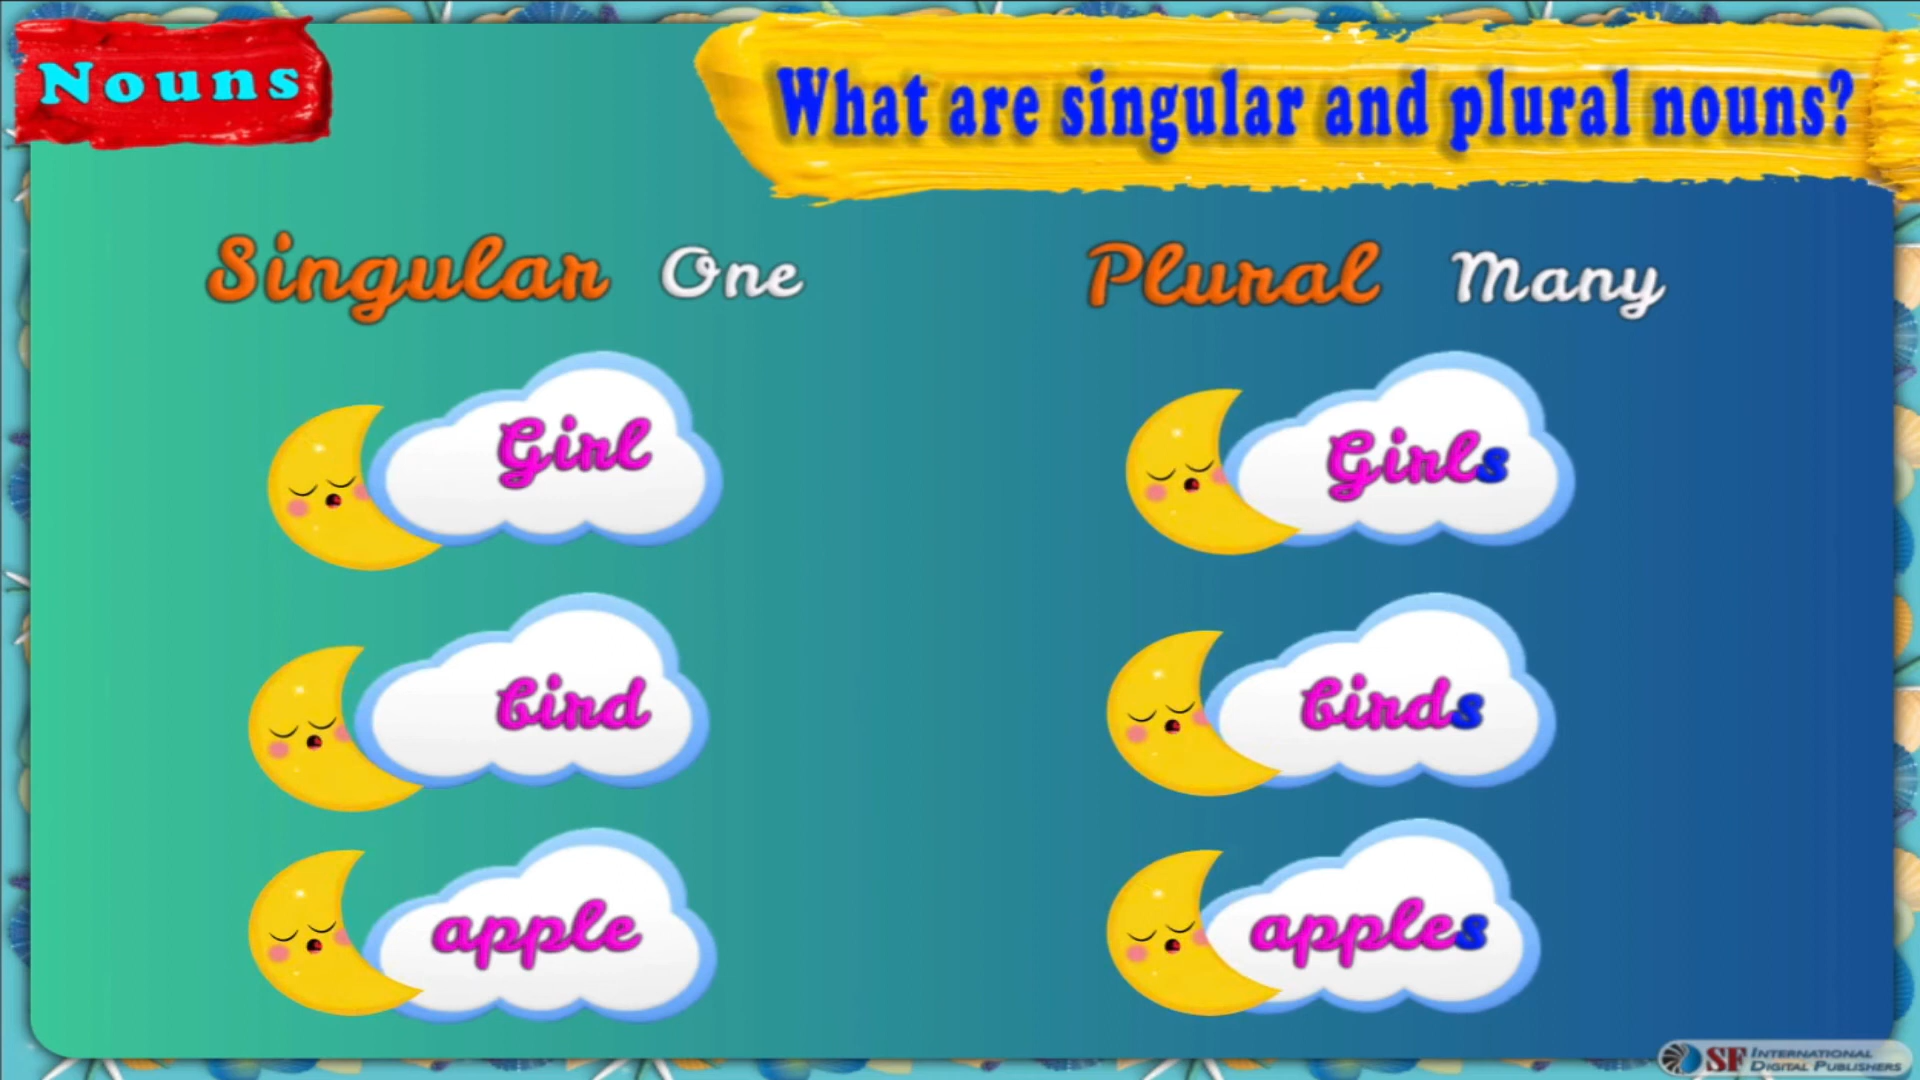 Nouns
What are singular and plural nouns?
Singular One
Plural Many
Girl
Girls
bird
birds
apple
apples
SF INTERNATIONAL
DIGITAL PUBLISHERS